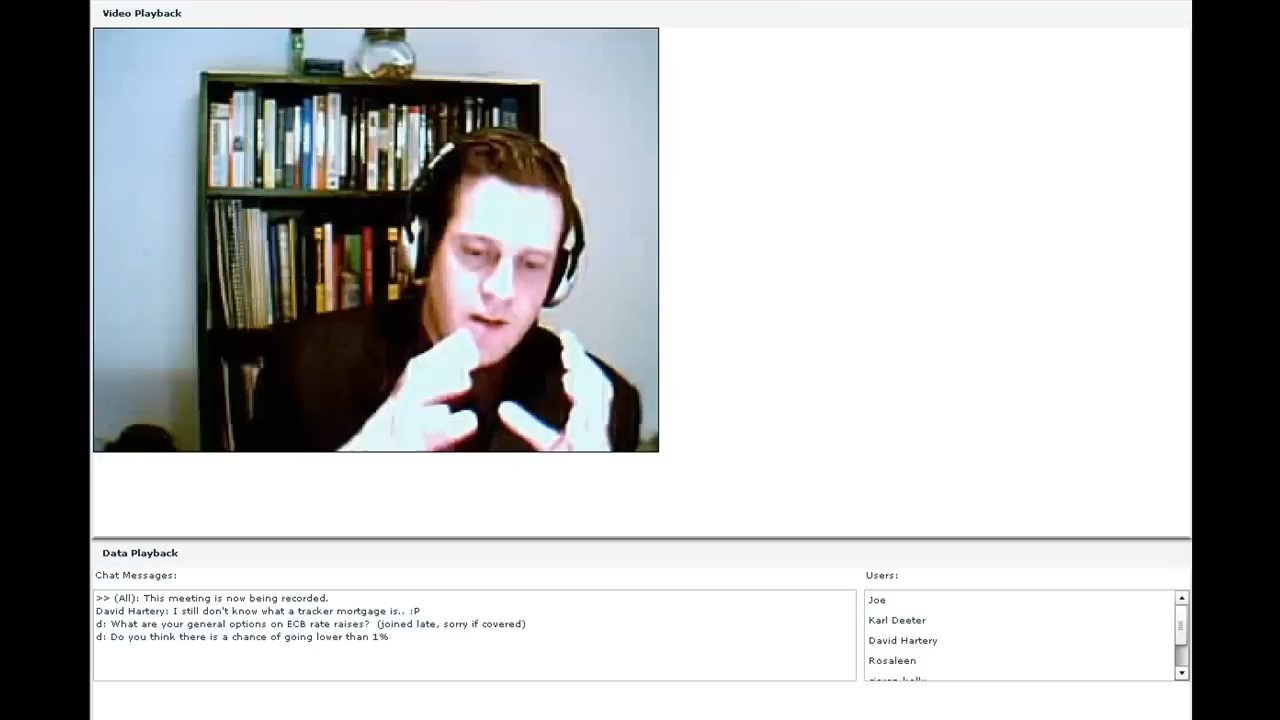 Video Playback
Data Playback
Chat Messages:
Users:
>> (All): This meeting is now being recorded.
David Hartery: I still don't know what a tracker mortgage is.. :P
d: What are your general options on ECB rate raises?  (joined late, sorry if covered)
d: Do you think there is a chance of going lower than 1%
Joe
Karl Deeter
David Hartery
Rosaleen